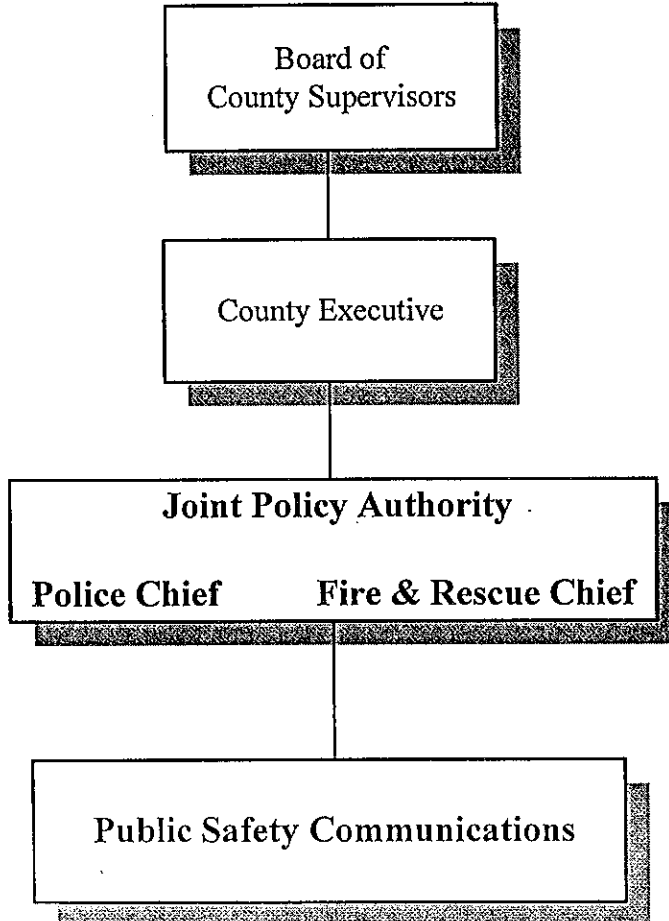 Board of
County Supervisors
County Executive
Joint Policy Authority
Police Chief Fire & Rescue Chief
Public Safety Communications